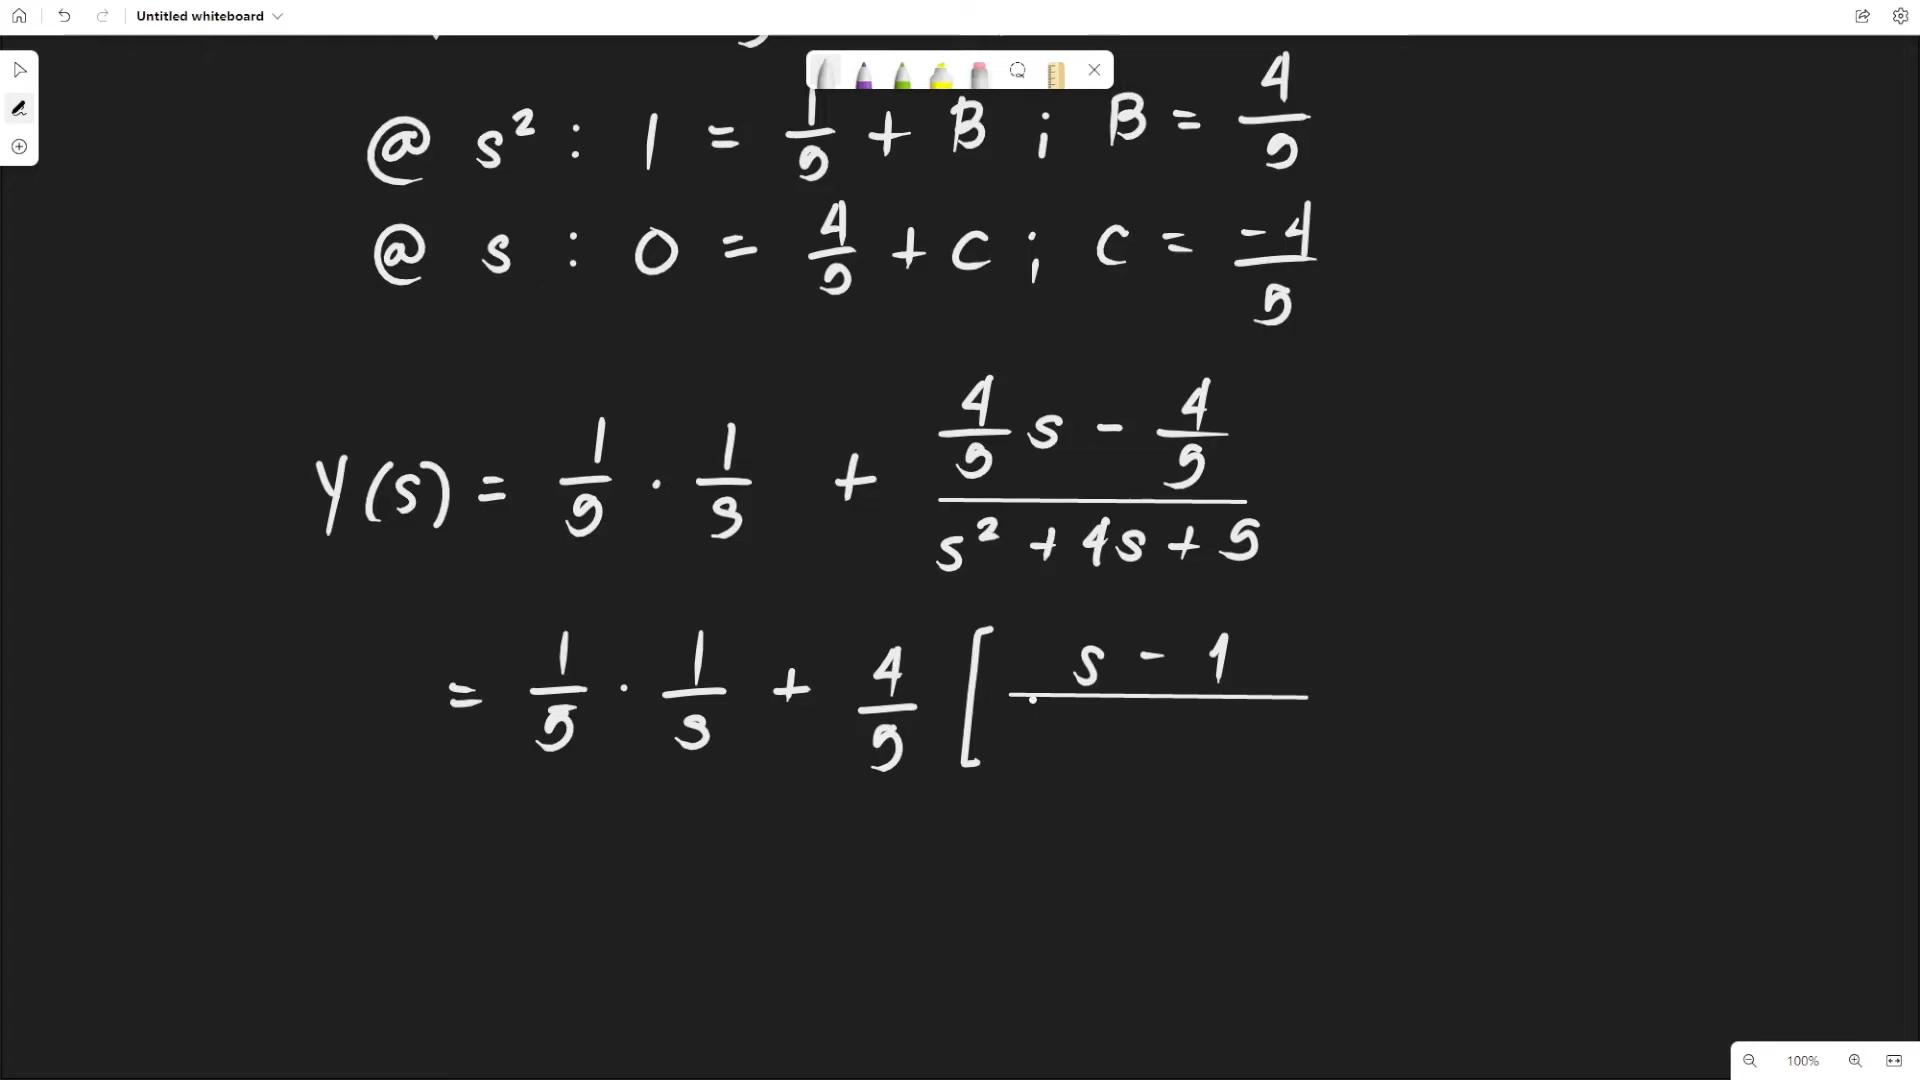 Untitled whiteboard
@ s² : 1 = 1/5 + B ; B = 4/5
@ s : 0 = 4/5 + C ; C = -4/5
Y(s) = 1/5 · 1/s + (4/5 s - 4/5)/(s² + 4s + 5)
= 1/5 · 1/s + 4/5 [ s - 1
100%